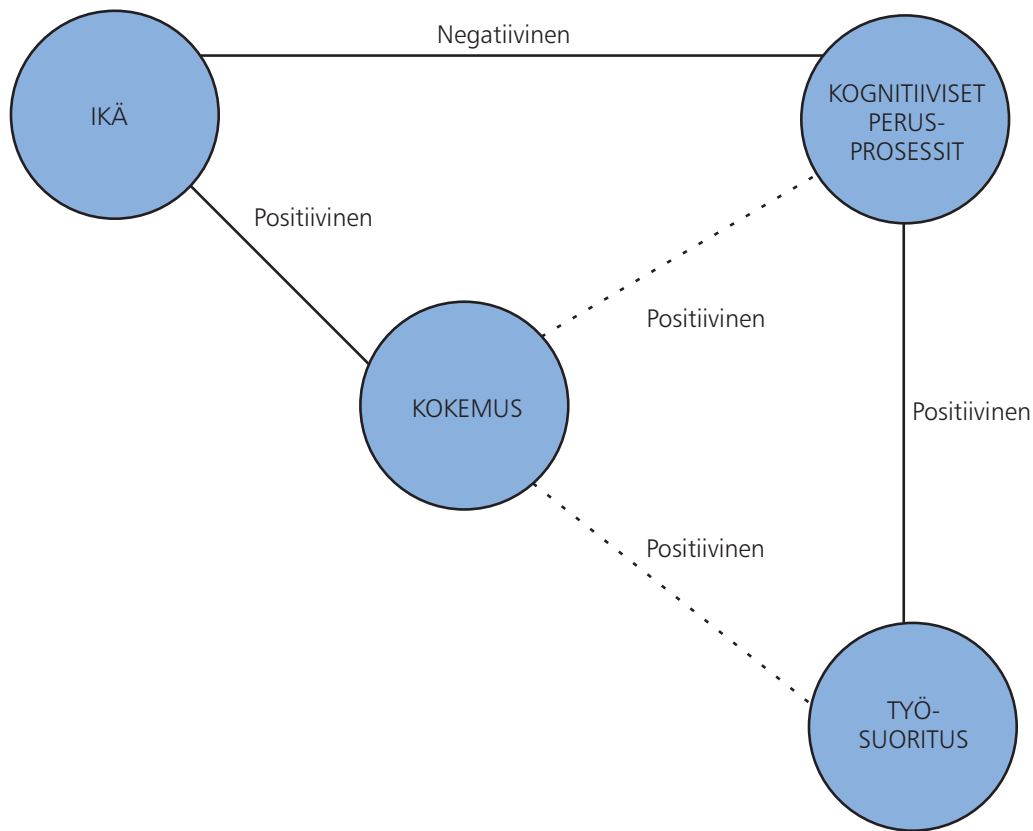 Negatiivinen
IKÄ
KOGNITIIVISET
PERUS-
PROSESSIT
Positiivinen
Positiivinen
KOKEMUS
Positiivinen
Positiivinen
TYÖ-
SUORITUS